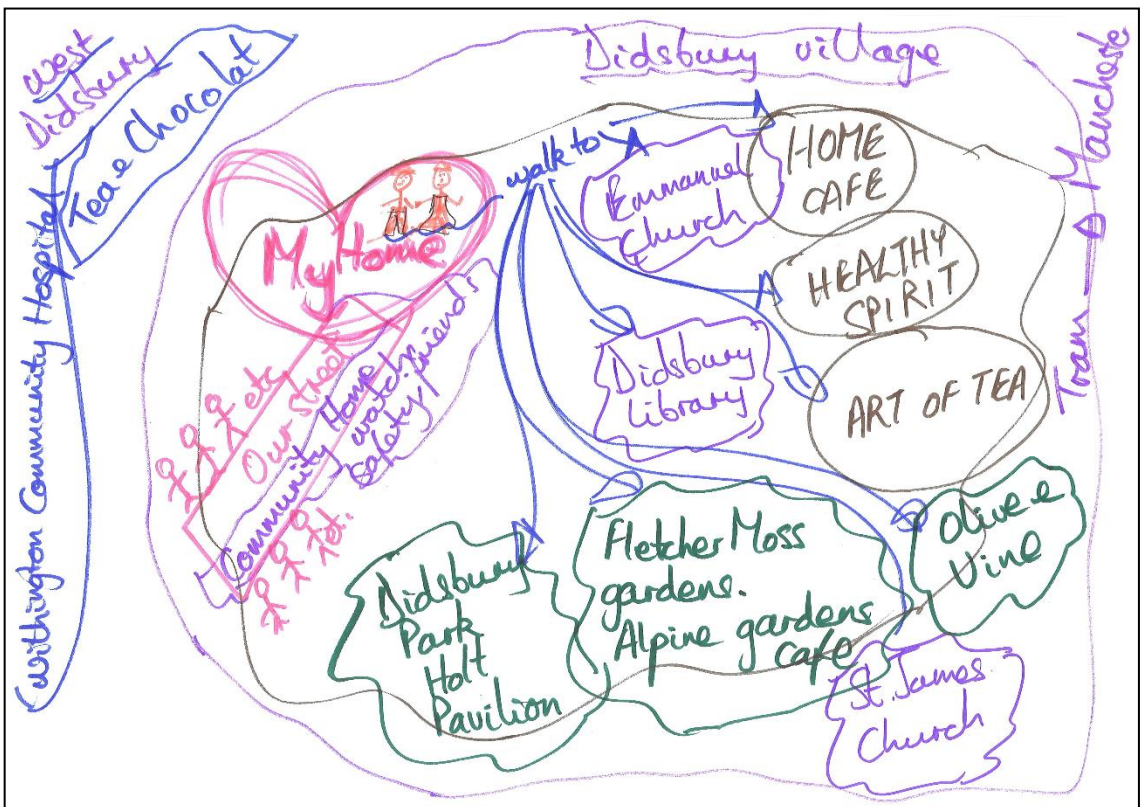 west
Didsbury
Tea e Chocolat
Withington Community Hospital
Didsbury village
Tram → Manchester
walk to
My Home
Emmanuel
Church
HOME
CAFE
HEALTHY
SPIRIT
ART OF TEA
Didsbury
Library
etc
Our street
Community Home
watch.
safety/friends
et..
Didsbury
Park
Holt
Pavilion
Fletcher Moss
gardens.
Alpine gardens
cafe
Olive e
Vine
St. James
Church